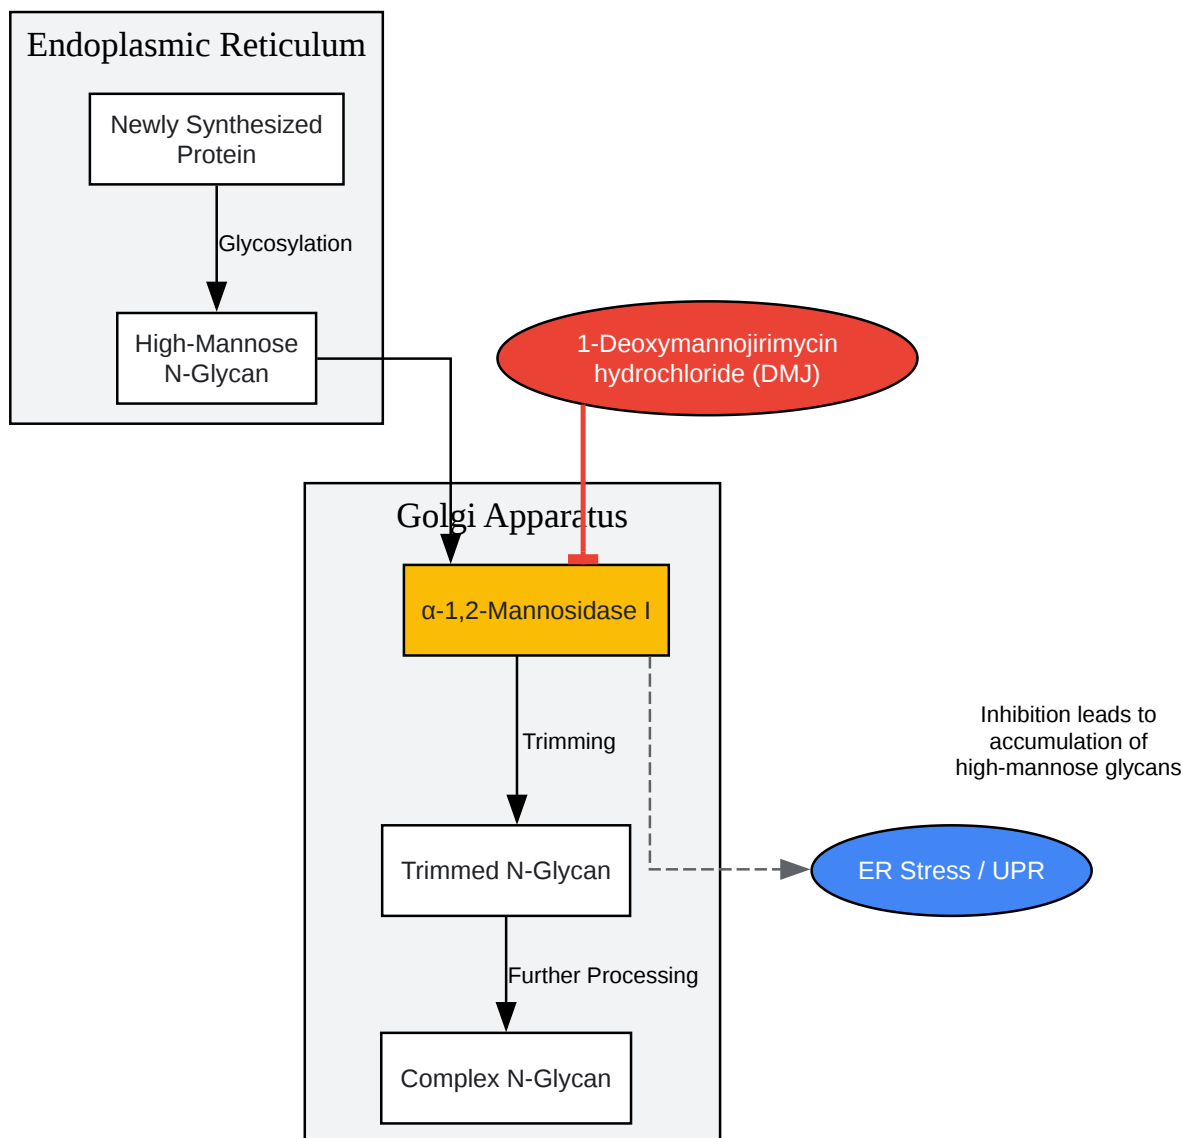 Endoplasmic Reticulum
Newly Synthesized
Protein
Glycosylation
High-Mannose
N-Glycan
1-Deoxymannojirimycin
hydrochloride (DMJ)
Golgi Apparatus
α-1,2-Mannosidase I
Trimming
Inhibition leads to
accumulation of
high-mannose glycans
Trimmed N-Glycan
ER Stress / UPR
Further Processing
Complex N-Glycan